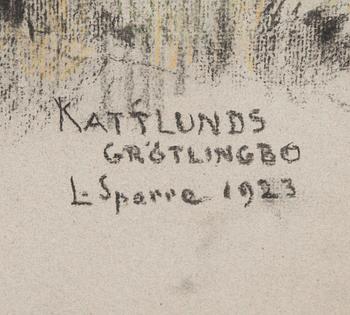 KATTLUNDS
GRÖTLINGBO
L. Sparre 1923